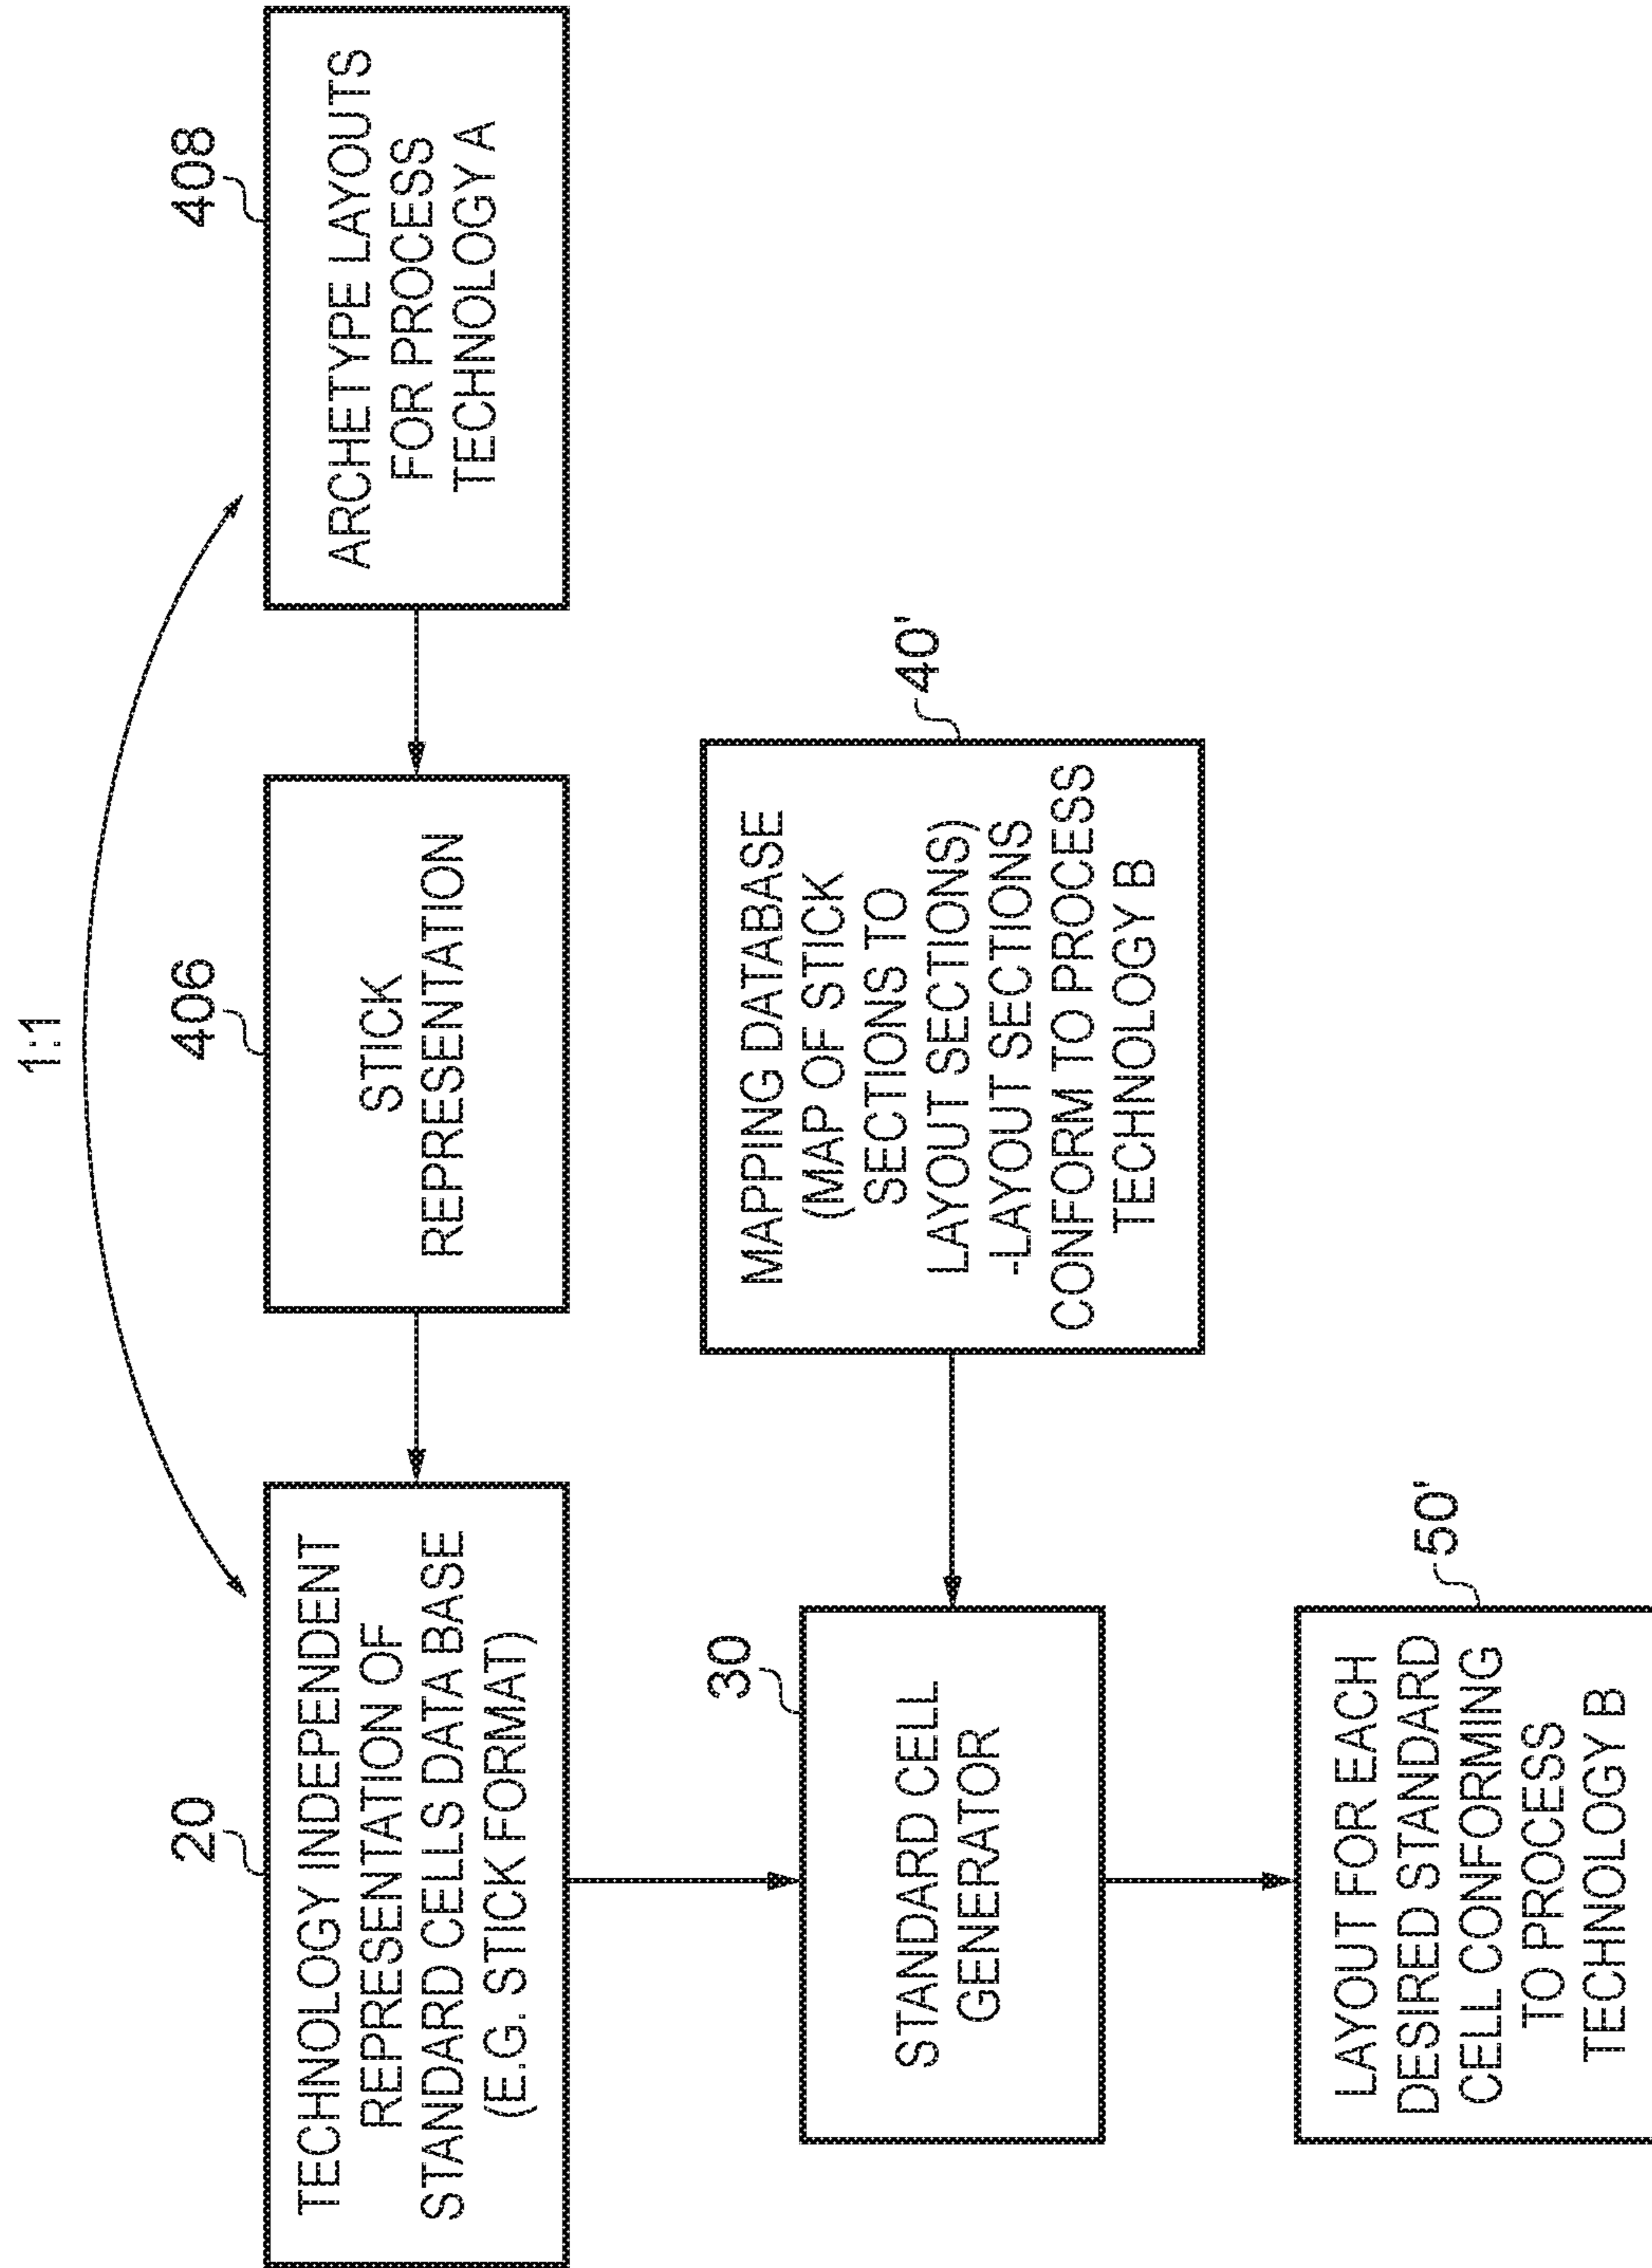 1:1
20
TECHNOLOGY INDEPENDENT
REPRESENTATION OF
STANDARD CELLS DATA BASE
(E.G. STICK FORMAT)
406
STICK
REPRESENTATION
408
ARCHETYPE LAYOUTS
FOR PROCESS
TECHNOLOGY A
30
STANDARD CELL
GENERATOR
40'
MAPPING DATABASE
(MAP OF STICK
SECTIONS TO
LAYOUT SECTIONS)
-LAYOUT SECTIONS
CONFORM TO PROCESS
TECHNOLOGY B
50'
LAYOUT FOR EACH
DESIRED STANDARD
CELL CONFORMING
TO PROCESS
TECHNOLOGY B